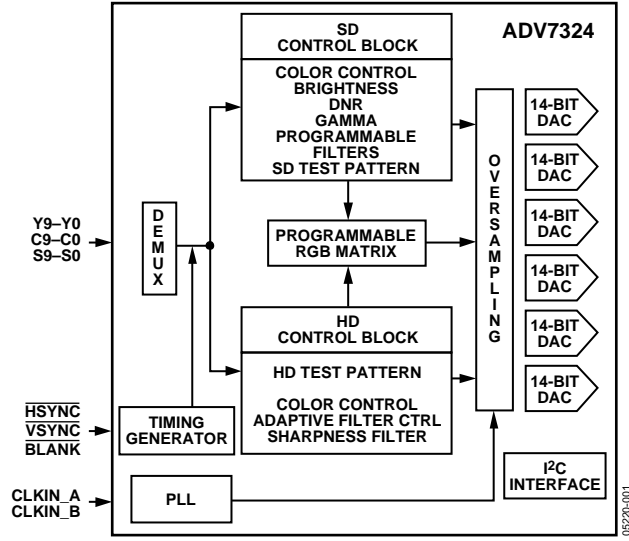 ADV7324
SD
CONTROL BLOCK
COLOR CONTROL
BRIGHTNESS
DNR
GAMMA
PROGRAMMABLE
FILTERS
SD TEST PATTERN
Y9–Y0
C9–C0
S9–S0
DEMUX
PROGRAMMABLE
RGB MATRIX
HD
CONTROL BLOCK
HD TEST PATTERN
COLOR CONTROL
ADAPTIVE FILTER CTRL
SHARPNESS FILTER
OVERSAMPLING
14-BIT
DAC
14-BIT
DAC
14-BIT
DAC
14-BIT
DAC
14-BIT
DAC
14-BIT
DAC
HSYNC
VSYNC
BLANK
TIMING
GENERATOR
CLKIN_A
CLKIN_B
PLL
I²C
INTERFACE
05220-001